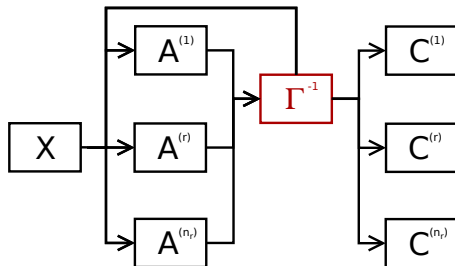 A⁽¹⁾ Γ⁻¹ C⁽¹⁾
X A⁽ʳ⁾ C⁽ʳ⁾
A^(nᵣ) C^(nᵣ)